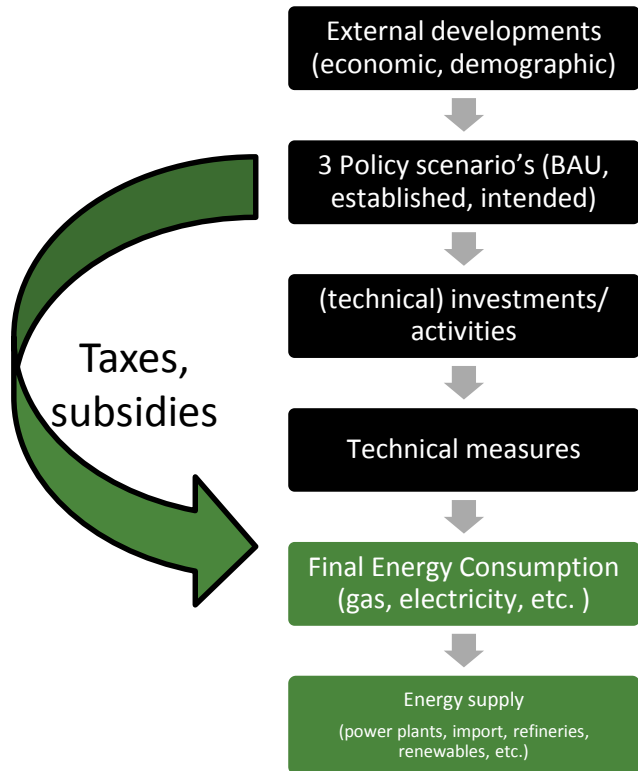 External developments
(economic, demographic)
3 Policy scenario's (BAU,
established, intended)
(technical) investments/
activities
Taxes,
subsidies
Technical measures
Final Energy Consumption
(gas, electricity, etc. )
Energy supply
(power plants, import, refineries,
renewables, etc.)